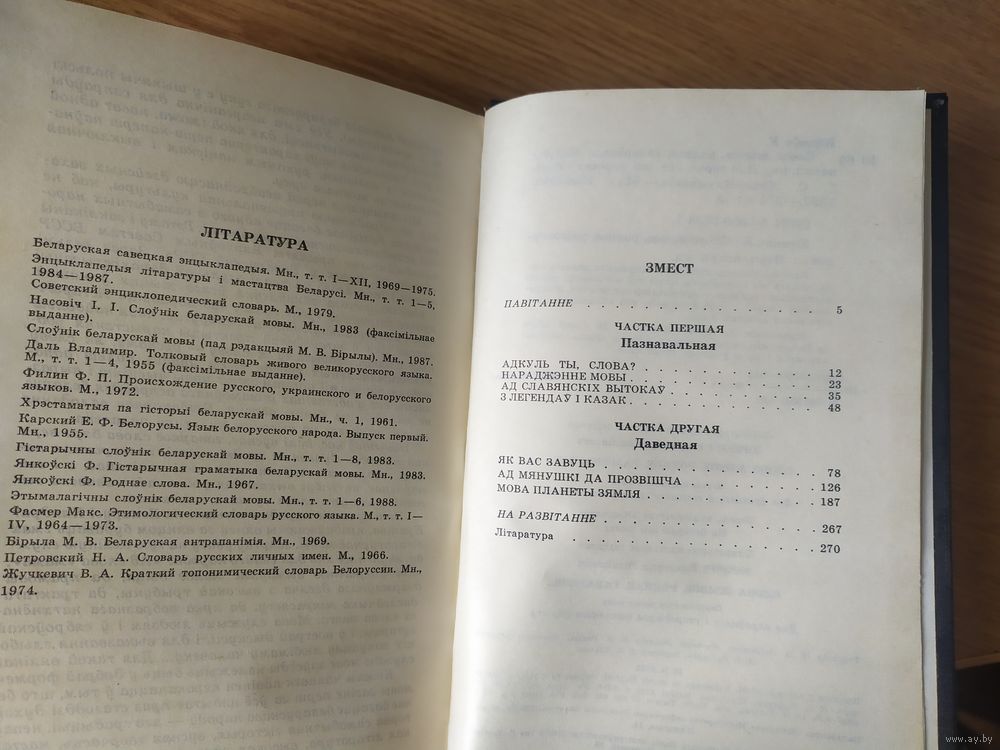 ЛІТАРАТУРА
Беларуская савецкая энцыклапедыя. Мн., т. т. I—XII, 1969—1975.
Энцыклапедыя літаратуры і мастацтва Беларусі. Мн., т. т. 1—5,
1984—1987.
Советский энциклопедический словарь. М., 1979.
Насовіч І. І. Слоўнік беларускай мовы. Мн., 1983 (факсімільнае
выданне).
Слоўнік беларускай мовы (пад рэдакцыяй М. В. Бірылы). Мн., 1987.
Даль Владимир. Толковый словарь живого великорусского языка.
М., т. т. 1—4, 1955 (факсімільнае выданне).
Филин Ф. П. Происхождение русского, украинского и белорусского
языков. М., 1972.
Хрэстаматыя па гісторыі беларускай мовы. Мн., ч. 1, 1961.
Карский Е. Ф. Белорусы. Язык белорусского народа. Выпуск первый.
Мн., 1955.
Гістарычны слоўнік беларускай мовы. Мн., т. т. 1—8, 1983.
Янкоўскі Ф. Гістарычная граматыка беларускай мовы. Мн., 1983.
Янкоўскі Ф. Роднае слова. Мн., 1967.
Этымалагічны слоўнік беларускай мовы. Мн., т. т. 1—6, 1988.
Фасмер Макс. Этимологический словарь русского языка. М., т. т. I—
IV, 1964—1973.
Бірыла М. В. Беларуская антрапанімія. Мн., 1969.
Петровский Н. А. Словарь русских личных имен. М., 1966.
Жучкевич В. А. Краткий топонимический словарь Белоруссии. Мн.,
1974.
ЗМЕСТ
ПАВІТАННЕ . . . . . . . . . . . . . 5
ЧАСТКА ПЕРШАЯ
Пазнавальная
АДКУЛЬ ТЫ, СЛОВА? . . . . . . . . . . 12
НАРАДЖЭННЕ МОВЫ . . . . . . . . . . 23
АД СЛАВЯНСКІХ ВЫТОКАЎ . . . . . . . . 35
З ЛЕГЕНДАЎ І КАЗАК . . . . . . . . . . 48
ЧАСТКА ДРУГАЯ
Даведная
ЯК ВАС ЗАВУЦЬ . . . . . . . . . . . 78
АД МЯНУШКІ ДА ПРОЗВІШЧА . . . . . . . 126
МОВА ПЛАНЕТЫ ЗЯМЛЯ . . . . . . . . . 187
НА РАЗВІТАННЕ . . . . . . . . . . . 267
Літаратура . . . . . . . . . . . . 270
www.ay.by